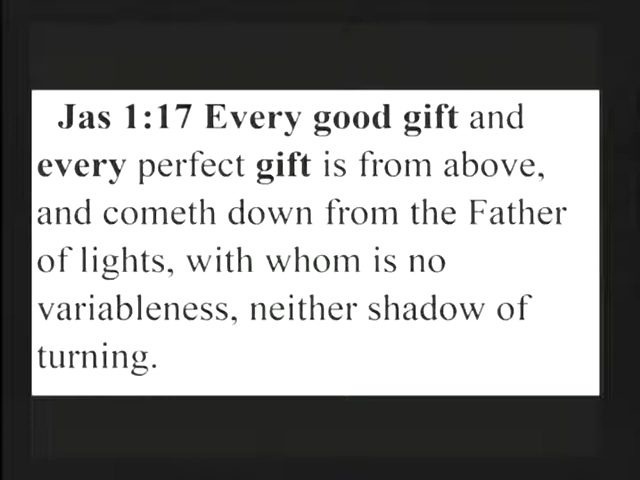 Jas 1:17 Every good gift and
every perfect gift is from above,
and cometh down from the Father
of lights, with whom is no
variableness, neither shadow of
turning.